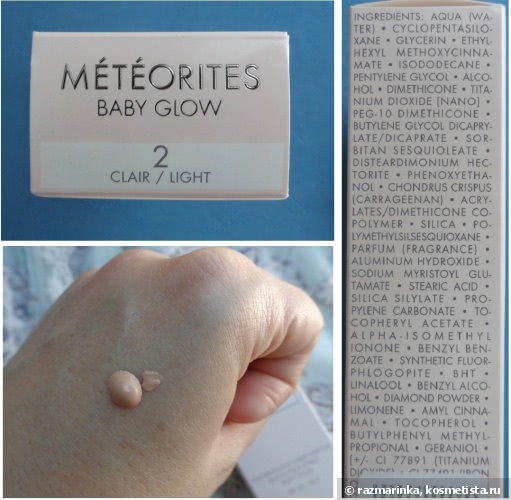 MÉTÉORITES
BABY GLOW
2
CLAIR / LIGHT
INGREDIENTS: AQUA (WA-
TER) • CYCLOPENTASILO-
XANE • GLYCERIN • ETHYL-
HEXYL METHOXYCINNA-
MATE • ISODODECANE •
PENTYLENE GLYCOL • ALCO-
HOL • DIMETHICONE • TITA-
NIUM DIOXIDE [NANO] •
PEG-10 DIMETHICONE •
BUTYLENE GLYCOL DICAPRY-
LATE/DICAPRATE • SOR-
BITAN SESQUIOLEATE •
DISTEARDIMONIUM HEC-
TORITE • PHENOXYETHA-
NOL • CHONDRUS CRISPUS
(CARRAGEENAN) • ACRY-
LATES/DIMETHICONE CO-
POLYMER • SILICA • PO-
LYMETHYLSILSESQUIOXANE •
PARFUM (FRAGRANCE) •
ALUMINUM HYDROXIDE •
SODIUM MYRISTOYL GLU-
TAMATE • STEARIC ACID •
SILICA SILYLATE • PRO-
PYLENE CARBONATE • TO-
COPHERYL ACETATE •
ALPHA-ISOMETHYL
IONONE • BENZYL BEN-
ZOATE • SYNTHETIC FLUOR-
PHLOGOPITE • BHT •
LINALOOL • BENZYL ALCO-
HOL • DIAMOND POWDER •
LIMONENE • AMYL CINNA-
MAL • TOCOPHEROL •
BUTYLPHENYL METHYL-
PROPIONAL • GERANIOL •
[+/- CI 77891 (TITANIUM
DIOXIDE) • CI 77491 (IRON
© razmarinka, kosmetista.ru